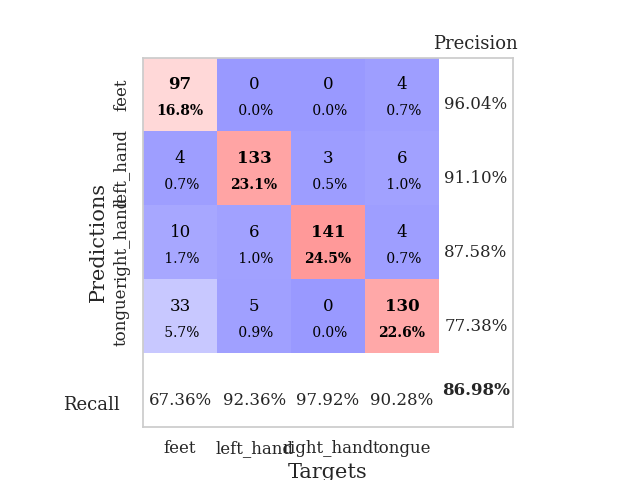 Precision
feet 97 0 0 4 96.04%
16.8% 0.0% 0.0% 0.7%
left_hand 4 133 3 6 91.10%
0.7% 23.1% 0.5% 1.0%
right_hand 10 6 141 4 87.58%
1.7% 1.0% 24.5% 0.7%
tongue 33 5 0 130 77.38%
5.7% 0.9% 0.0% 22.6%
Predictions
Recall 67.36% 92.36% 97.92% 90.28% 86.98%
feet left_hand right_hand tongue
Targets